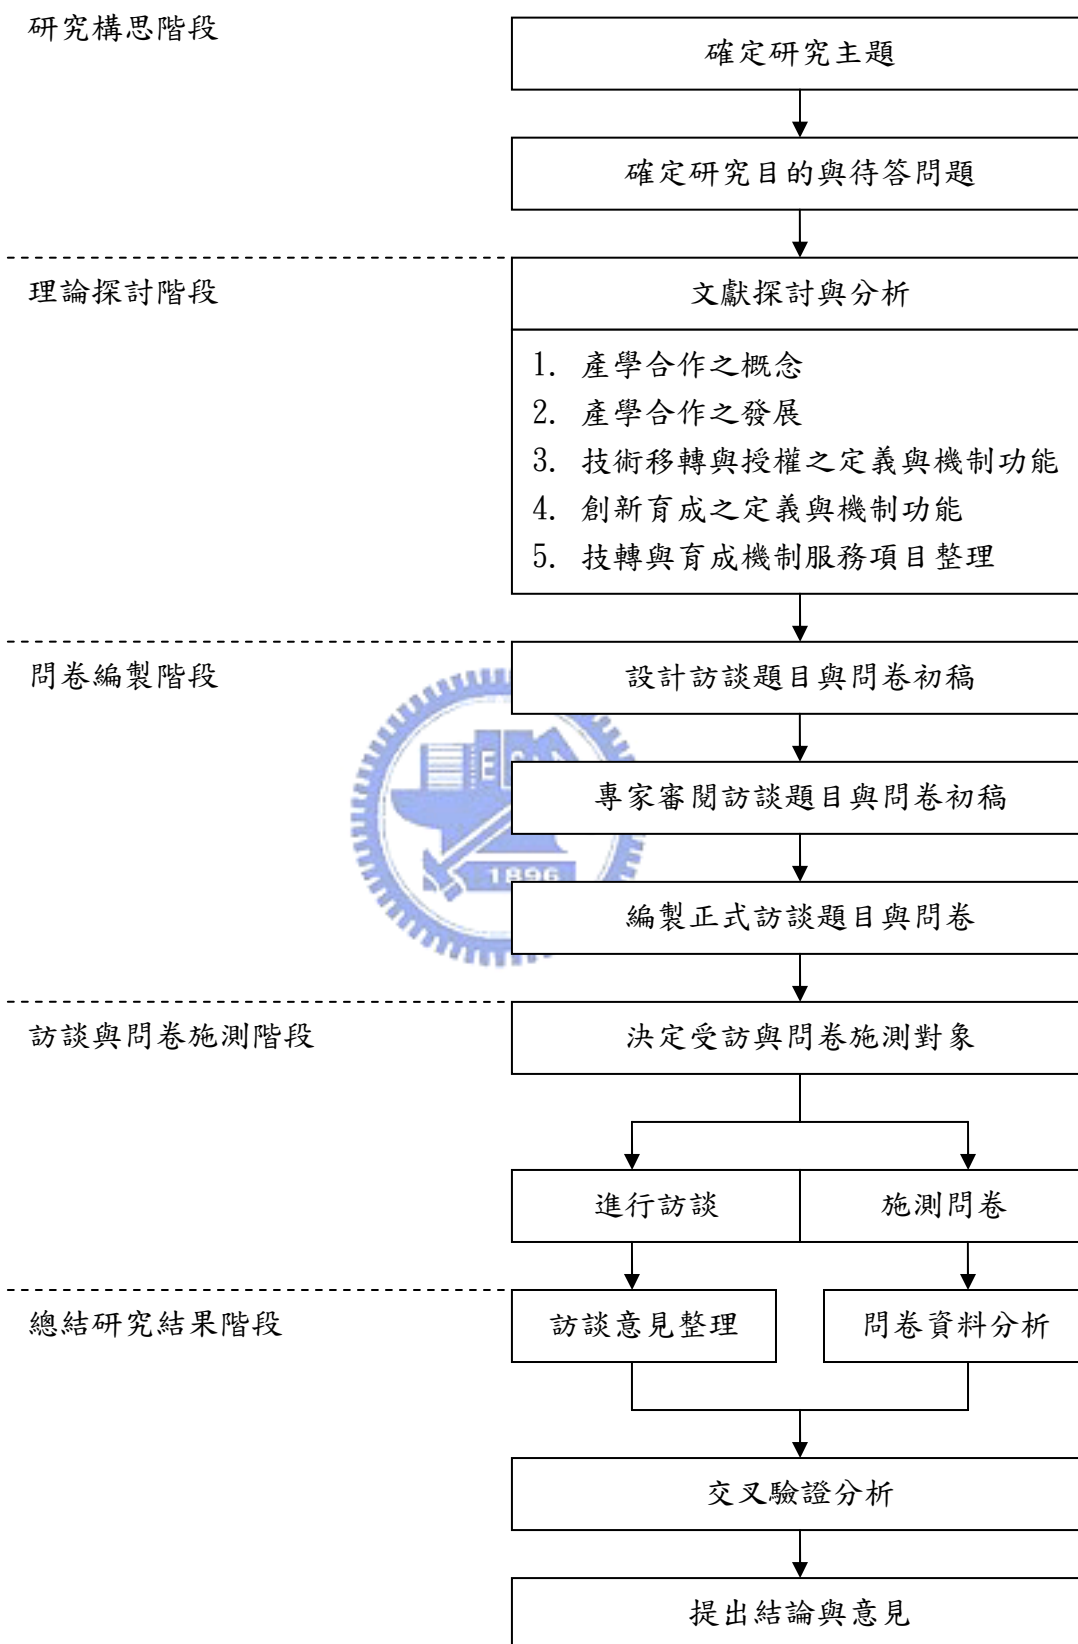 研究構思階段
確定研究主題
確定研究目的與待答問題
理論探討階段
文獻探討與分析
1. 產學合作之概念
2. 產學合作之發展
3. 技術移轉與授權之定義與機制功能
4. 創新育成之定義與機制功能
5. 技轉與育成機制服務項目整理
問卷編製階段
設計訪談題目與問卷初稿
專家審閱訪談題目與問卷初稿
1896
編製正式訪談題目與問卷
訪談與問卷施測階段
決定受訪與問卷施測對象
進行訪談
施測問卷
總結研究結果階段
訪談意見整理
問卷資料分析
交叉驗證分析
提出結論與意見